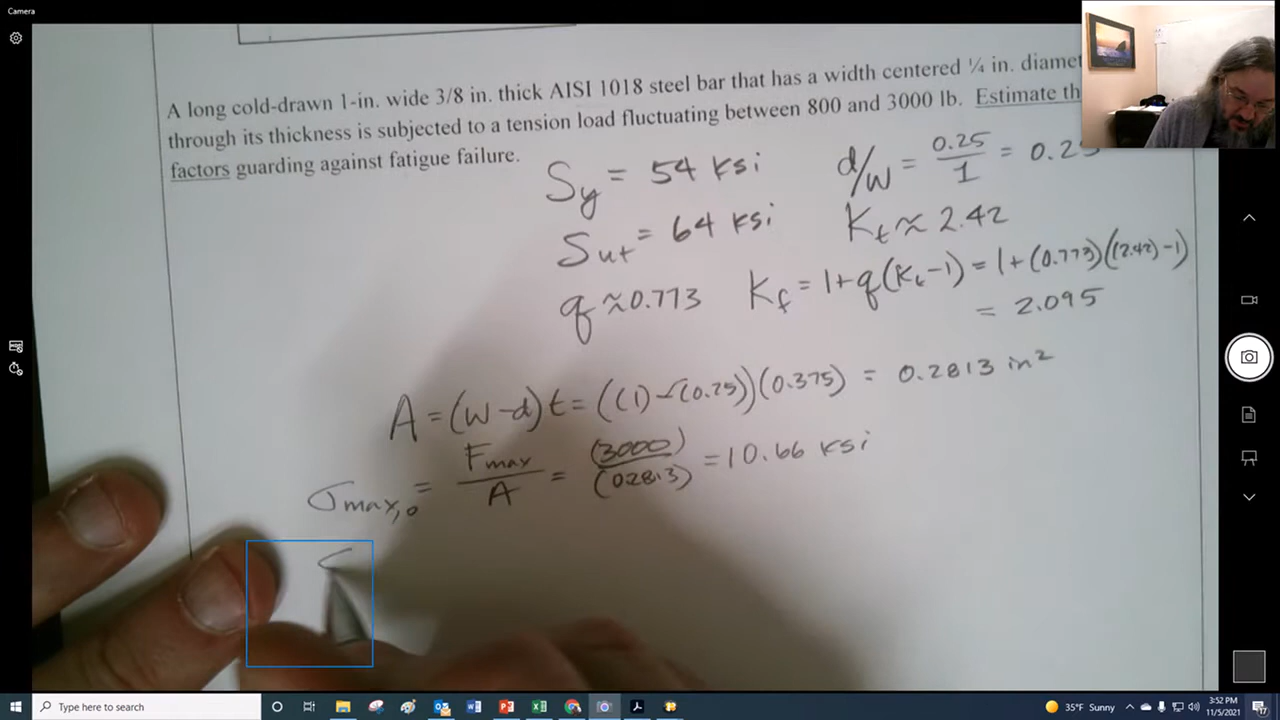 Camera
A long cold-drawn 1-in. wide 3/8 in. thick AISI 1018 steel bar that has a width centered ¼ in.
through its thickness is subjected to a tension load fluctuating between 800 and 3000 lb. Estimate
factors guarding against fatigue failure.
Sy = 54 ksi
d/w = 0.25/1 =
Sut = 64 ksi
Kt ≈ 2.42
q ≈ 0.773
Kf = 1+q(Kt-1) = 1+(0.773)((2.42)-1)
= 2.095
A = (w-d)t = ((1)-(0.25))(0.375) = 0.2813 in²
σmax,o = Fmax/A = (3000)/(0.2813) = 10.66 ksi
Type here to search
35°F Sunny
3:52 PM
11/5/2021
17